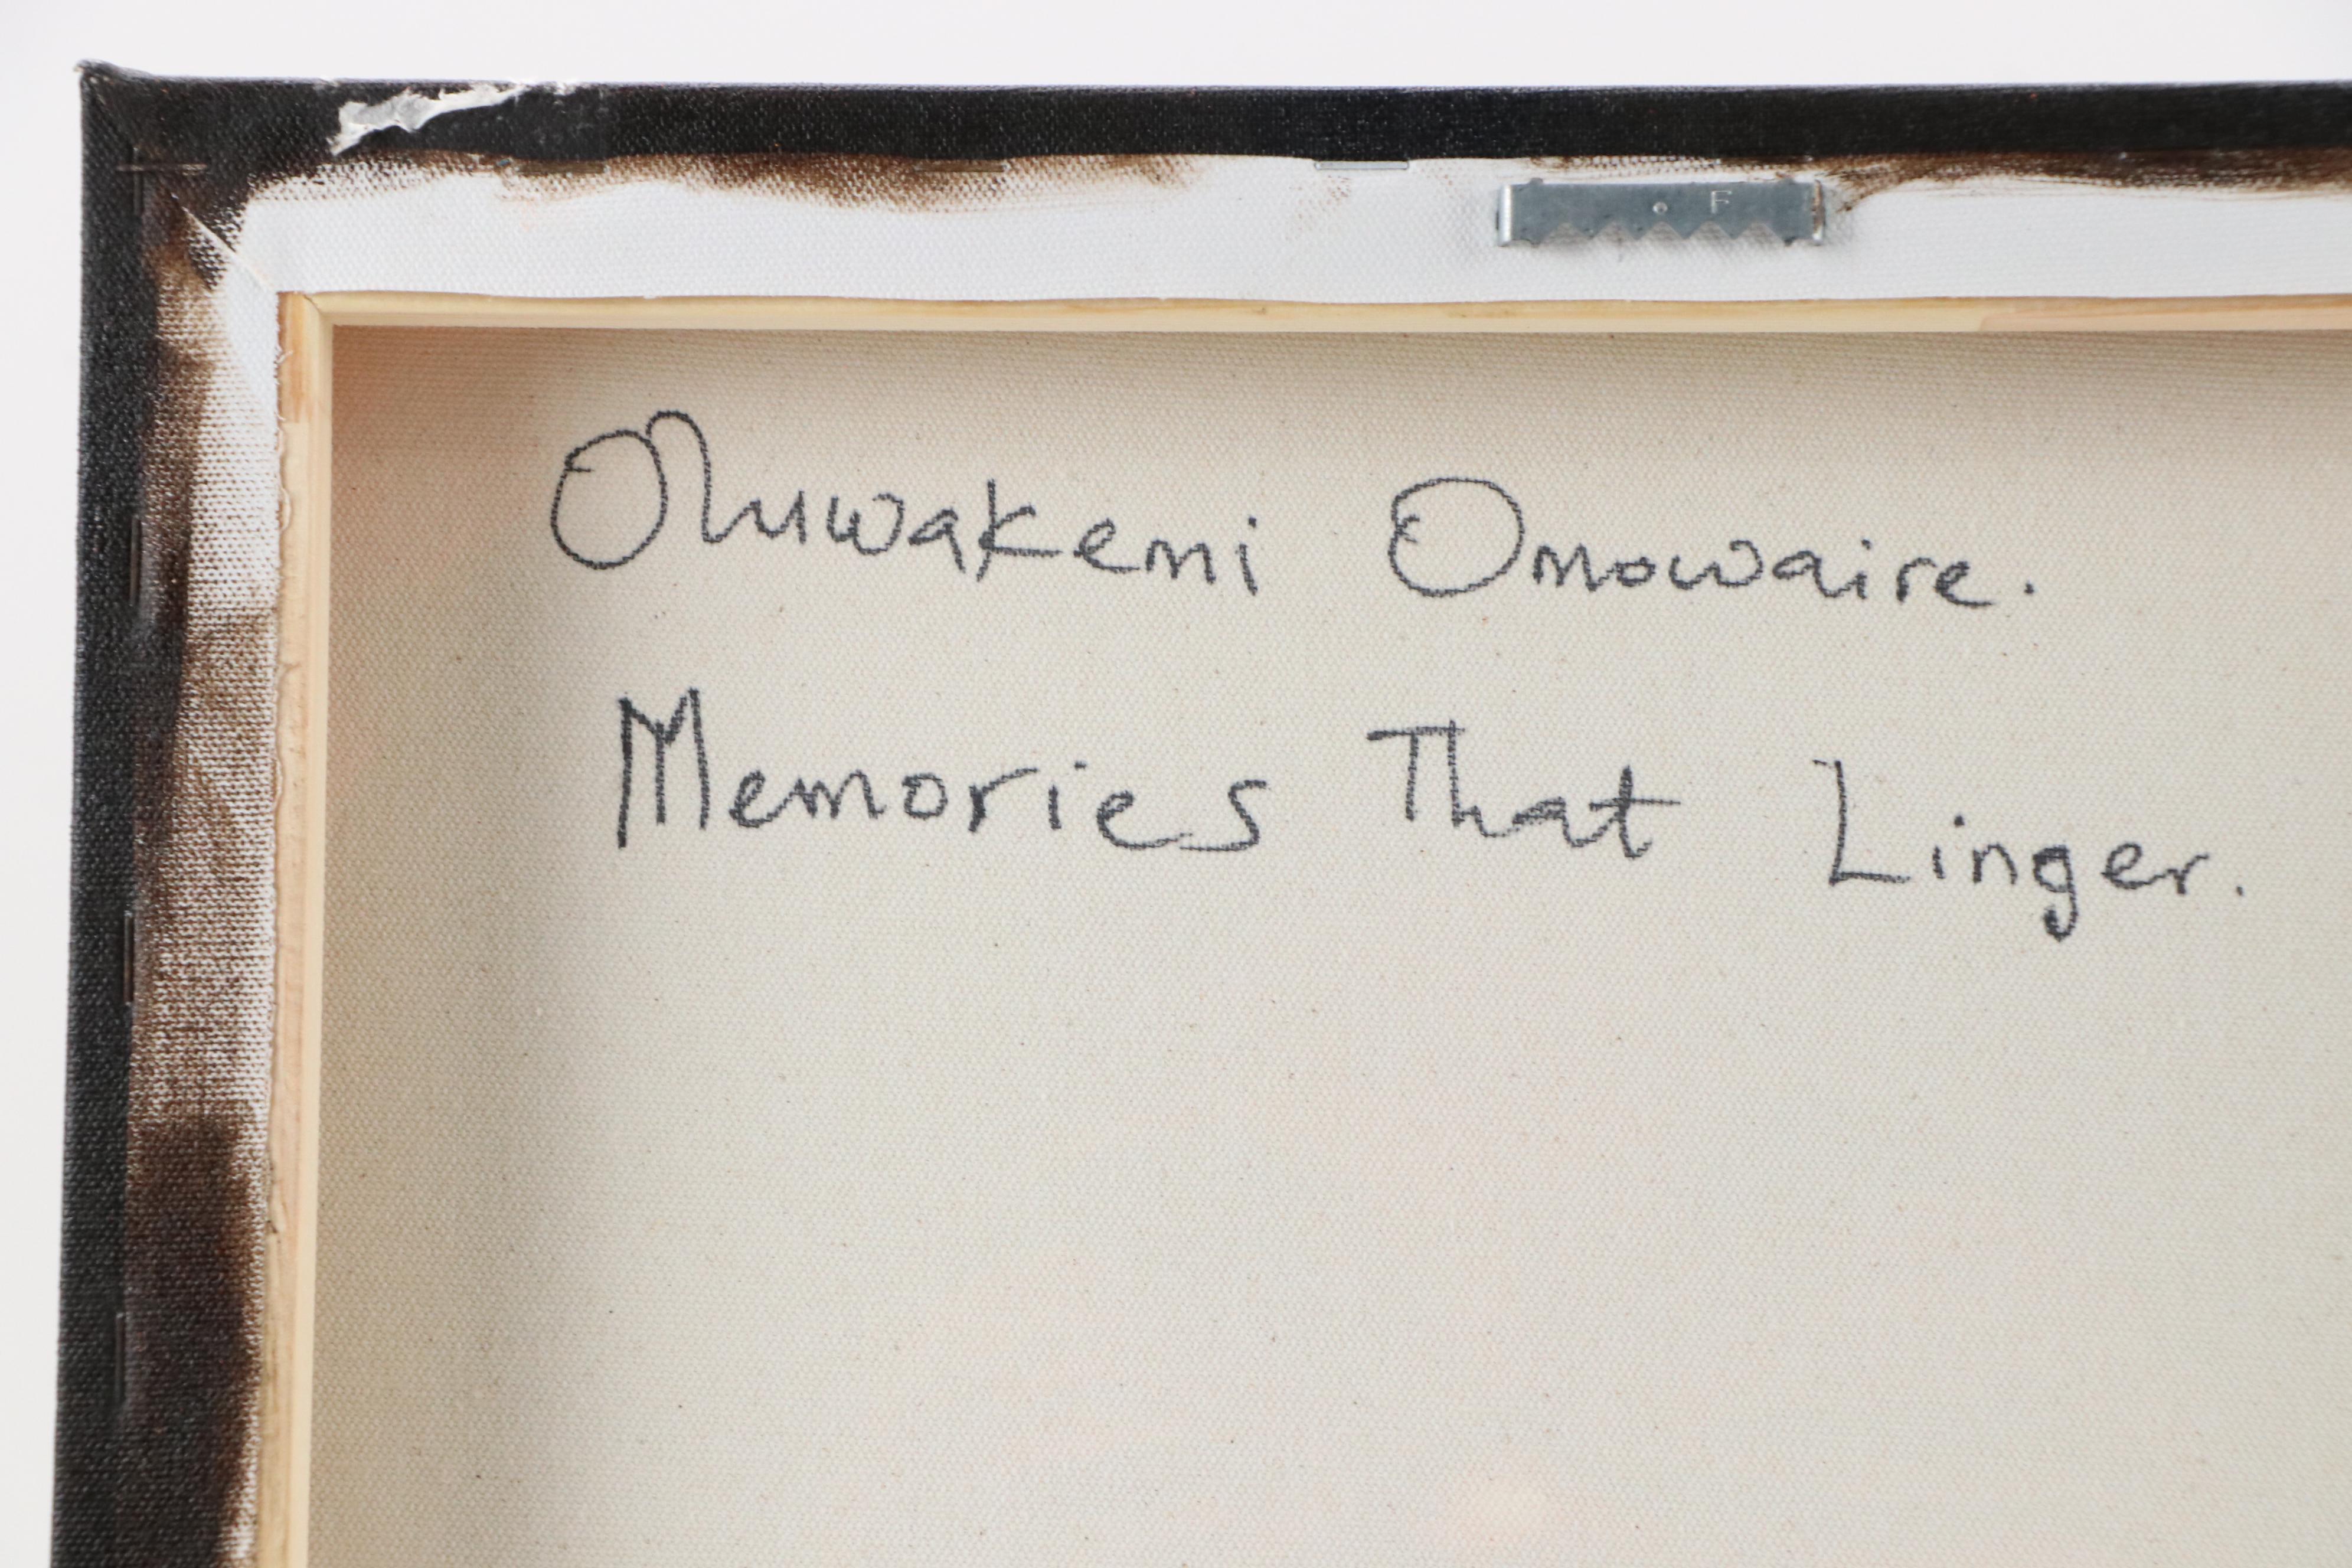 F
Oluwakemi Omowaire.
Memories That Linger.